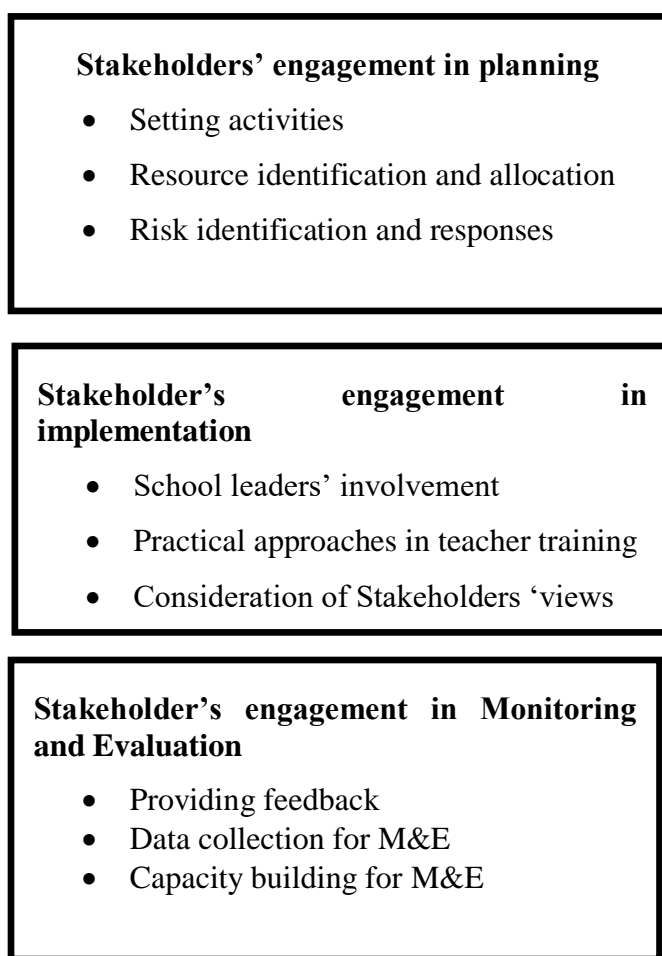 Stakeholders’ engagement in planning
• Setting activities
• Resource identification and allocation
• Risk identification and responses
Stakeholder’s engagement in
implementation
• School leaders’ involvement
• Practical approaches in teacher training
• Consideration of Stakeholders ‘views
Stakeholder’s engagement in Monitoring
and Evaluation
• Providing feedback
• Data collection for M&E
• Capacity building for M&E